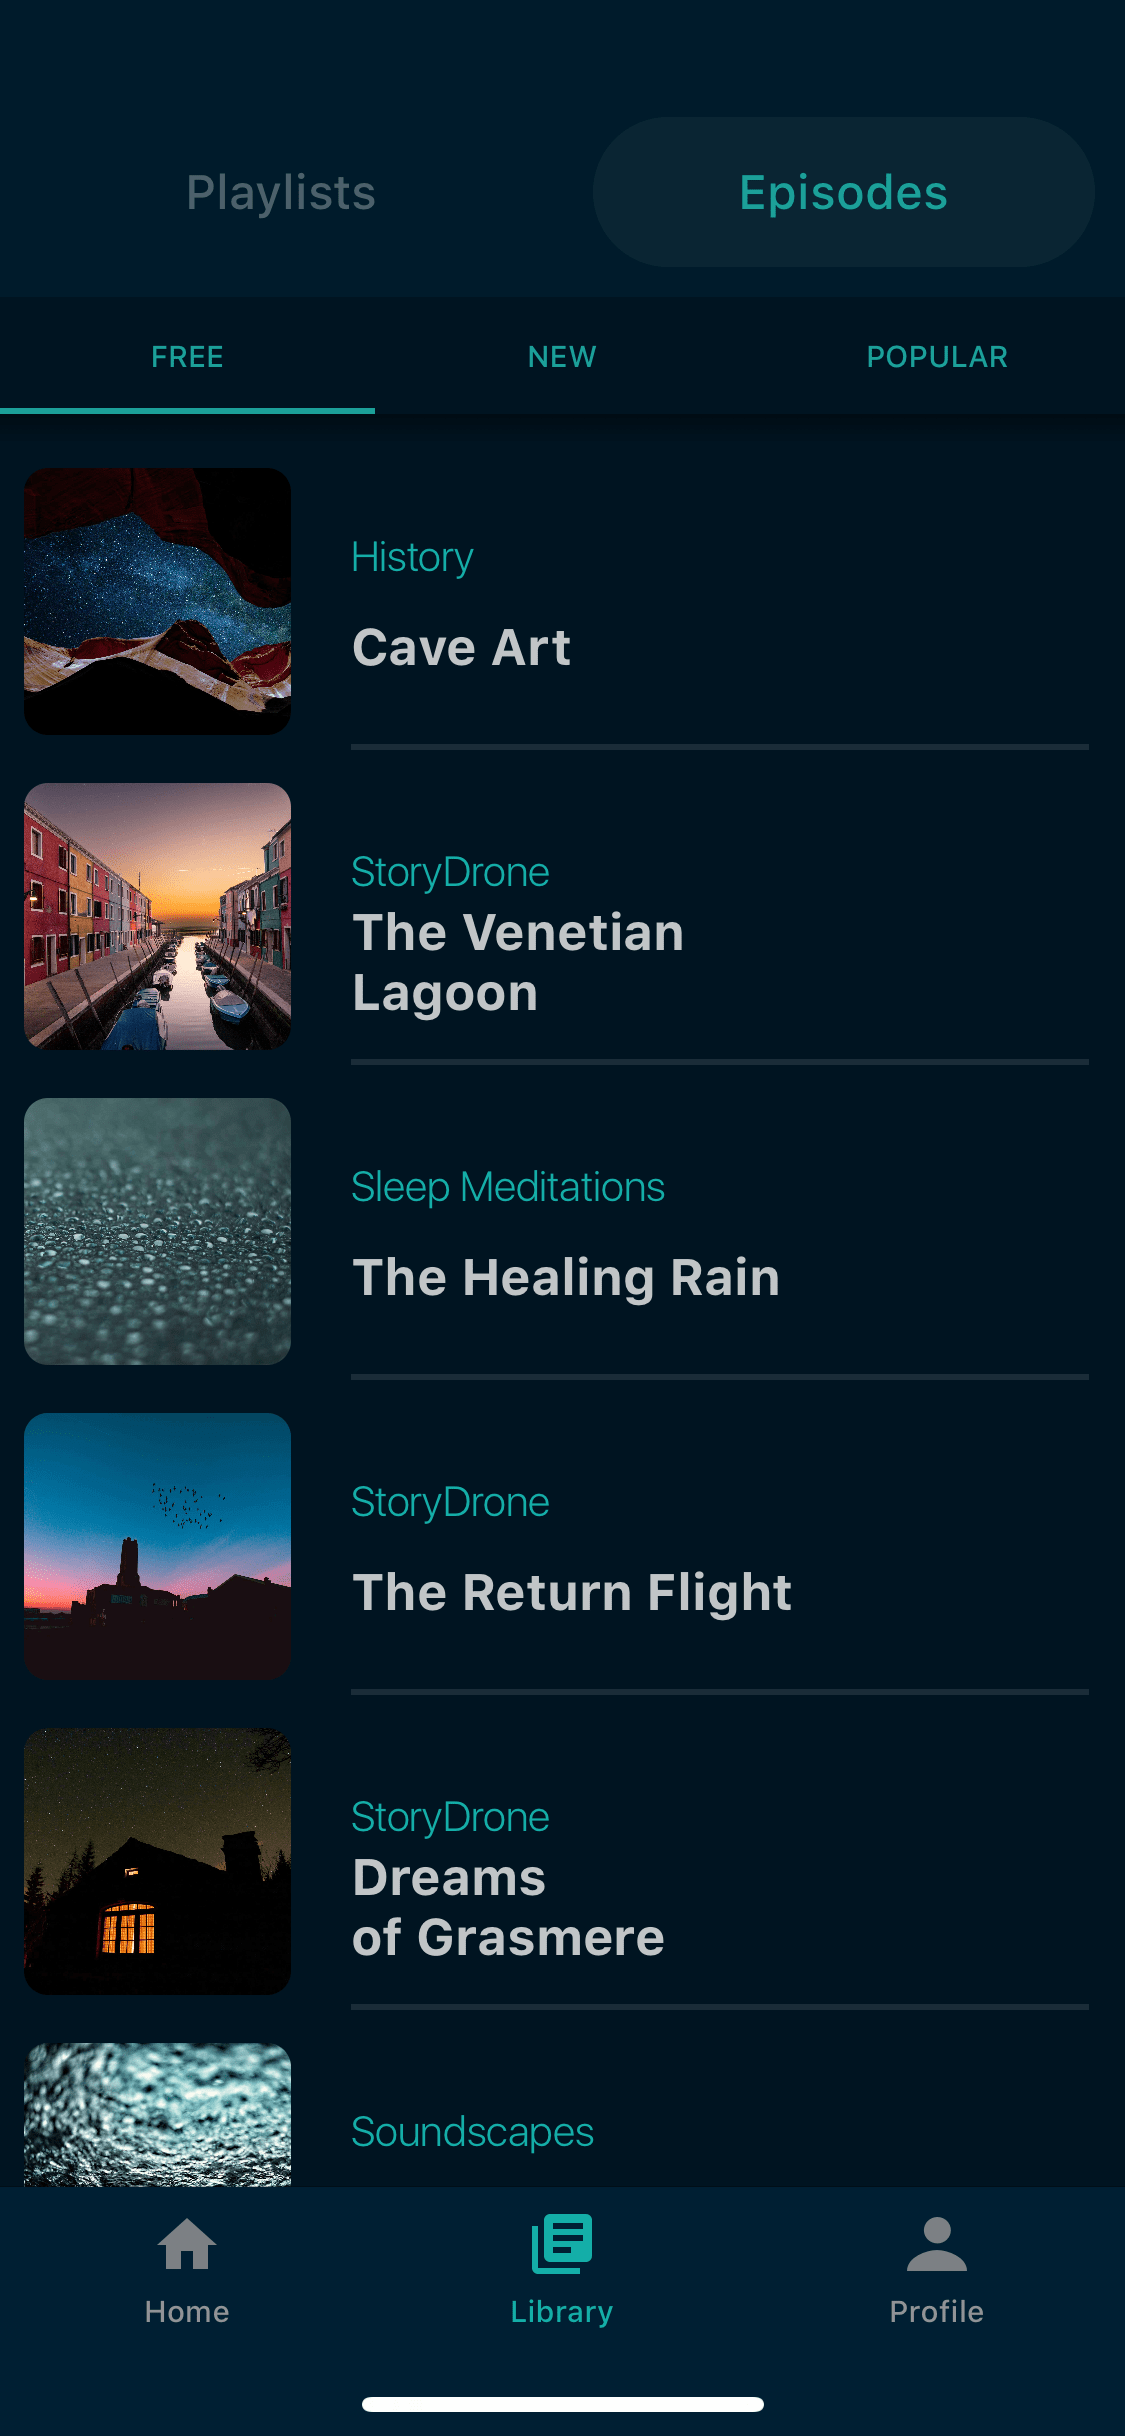 Playlists
Episodes
FREE
NEW
POPULAR
History
Cave Art
StoryDrone
The Venetian
Lagoon
Sleep Meditations
The Healing Rain
StoryDrone
The Return Flight
StoryDrone
Dreams
of Grasmere
Soundscapes
Home
Library
Profile